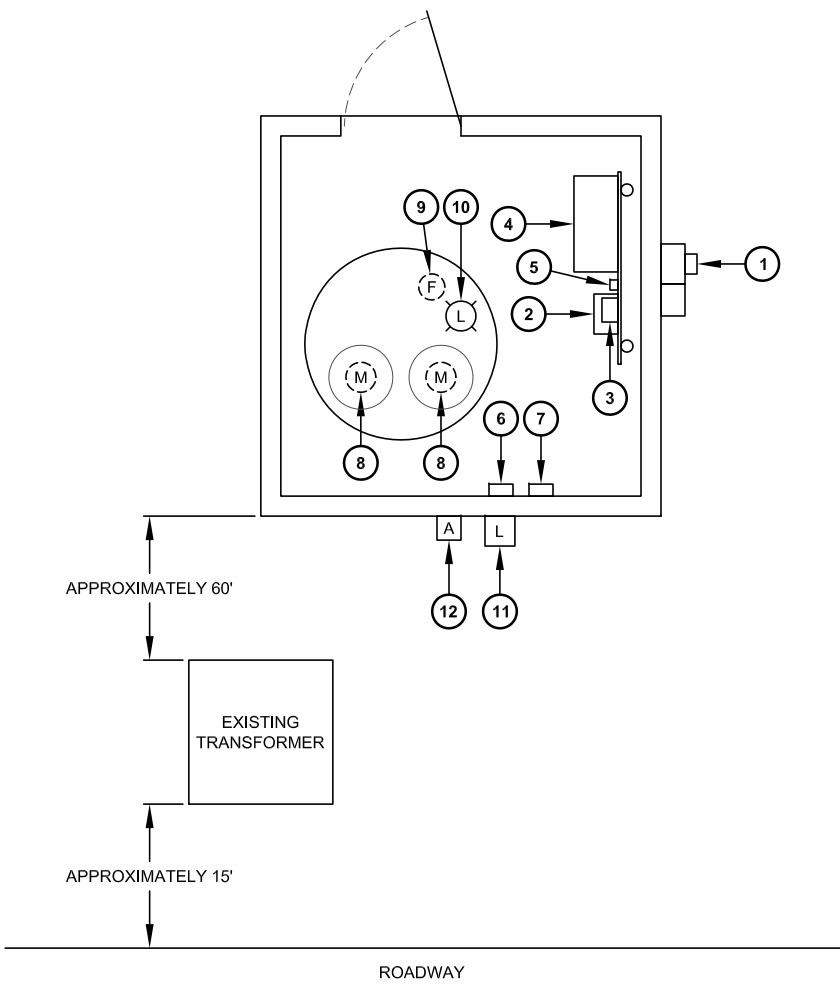 9
10
4
F
5
1
L
2
M
M
3
6
7
8
8
A
L
APPROXIMATELY 60'
12
11
EXISTING
TRANSFORMER
APPROXIMATELY 15'
ROADWAY